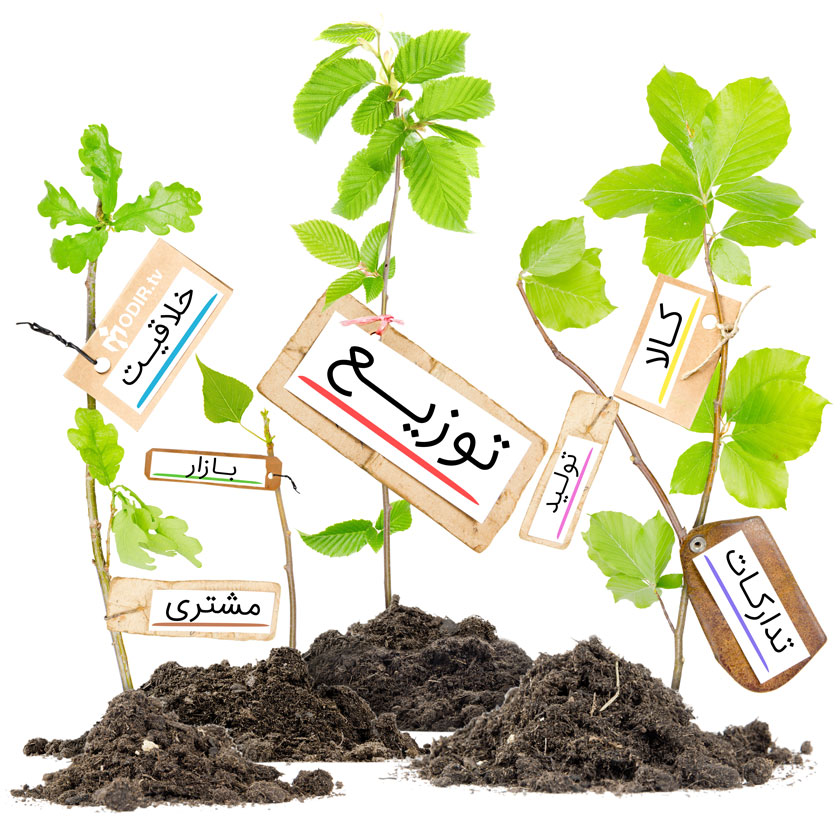 MODIR.tv
خلاقیت
توزیع
کالا
بازار
تولید
مشتری
تدارکات